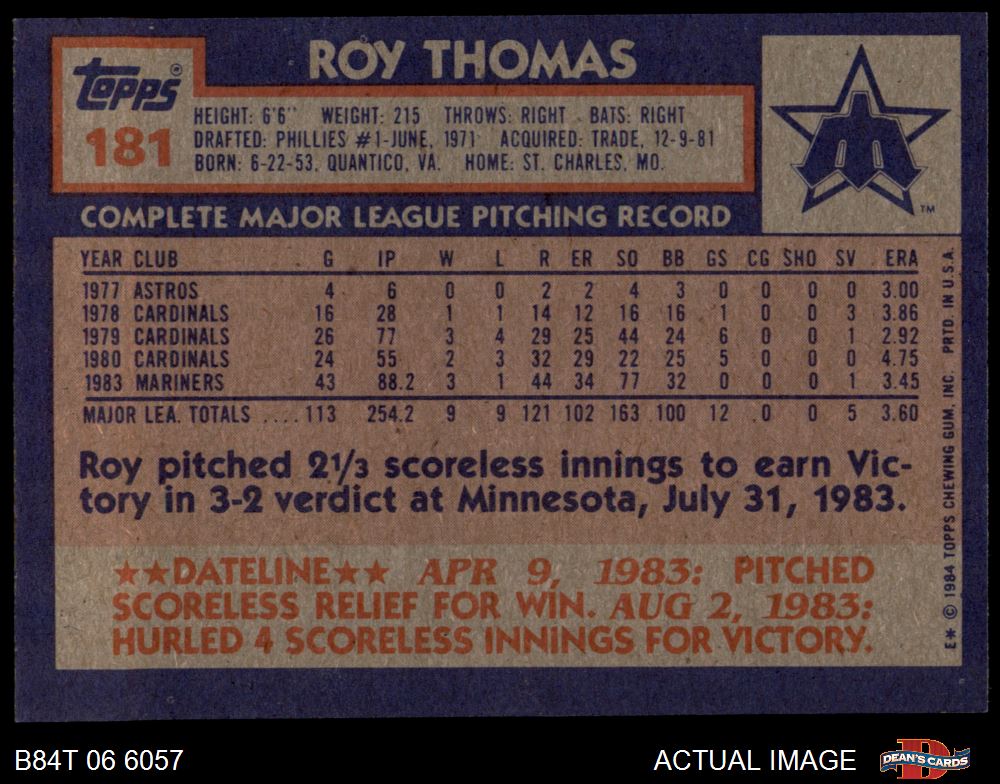 ROY THOMAS
Topps
181
HEIGHT: 6'6" WEIGHT: 215 THROWS: RIGHT BATS: RIGHT
DRAFTED: PHILLIES #1-JUNE, 1971 ACQUIRED: TRADE, 12-9-81
BORN: 6-22-53, QUANTICO, VA. HOME: ST. CHARLES, MO.
TM
COMPLETE MAJOR LEAGUE PITCHING RECORD
YEAR CLUB G IP W L R ER SO BB GS CG SHO SV ERA
1977 ASTROS 4 6 0 0 2 2 4 3 0 0 0 0 3.00
1978 CARDINALS 16 28 1 1 14 12 16 16 1 0 0 3 3.86
1979 CARDINALS 26 77 3 4 29 25 44 24 6 0 0 1 2.92
1980 CARDINALS 24 55 2 3 32 29 22 25 5 0 0 0 4.75
1983 MARINERS 43 88.2 3 1 44 34 77 32 0 0 0 1 3.45
MAJOR LEA. TOTALS ....113 254.2 9 9 121 102 163 100 12 0 0 5 3.60
Roy pitched 2⅓ scoreless innings to earn Vic-
tory in 3-2 verdict at Minnesota, July 31, 1983.
★★DATELINE★★ APR 9, 1983: PITCHED
SCORELESS RELIEF FOR WIN. AUG 2, 1983:
HURLED 4 SCORELESS INNINGS FOR VICTORY.
E* © 1984 TOPPS CHEWING GUM, INC. PRTD. IN U.S.A.
B84T 06 6057
ACTUAL IMAGE
DEAN'S CARDS